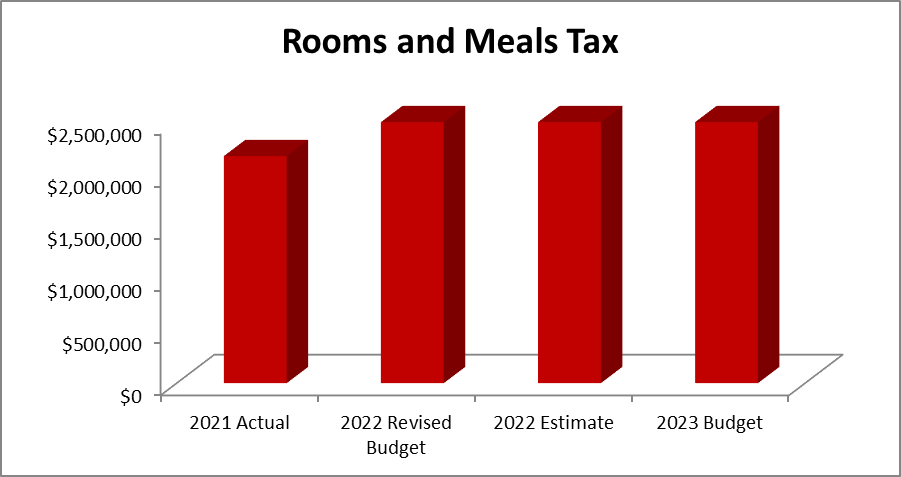 Rooms and Meals Tax
$2,500,000
$2,000,000
$1,500,000
$1,000,000
$500,000
$0
2021 Actual
2022 Revised
Budget
2022 Estimate
2023 Budget